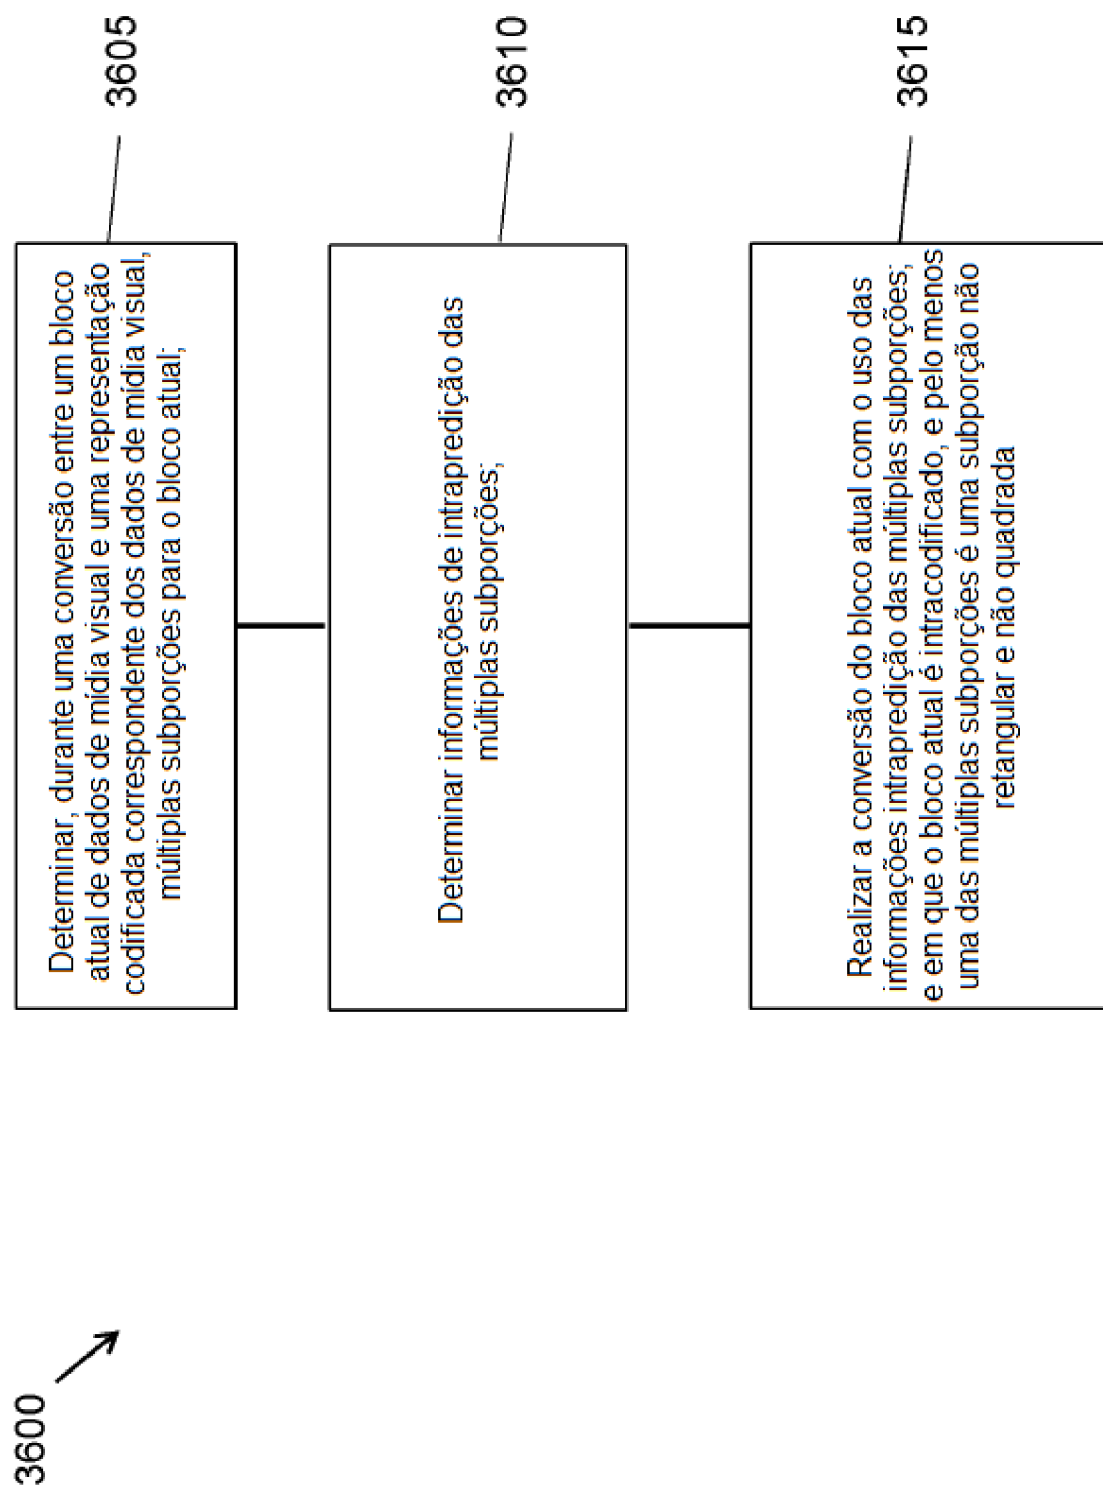 3600
Determinar, durante uma conversão entre um bloco
atual de dados de mídia visual e uma representação
codificada correspondente dos dados de mídia visual,
múltiplas subporções para o bloco atual;
3605
Determinar informações de intrapredição das
múltiplas subporções;
3610
Realizar a conversão do bloco atual com o uso das
informações intrapredição das múltiplas subporções;
e em que o bloco atual é intracodificado, e pelo menos
uma das múltiplas subporções é uma subporção não
retangular e não quadrada
3615